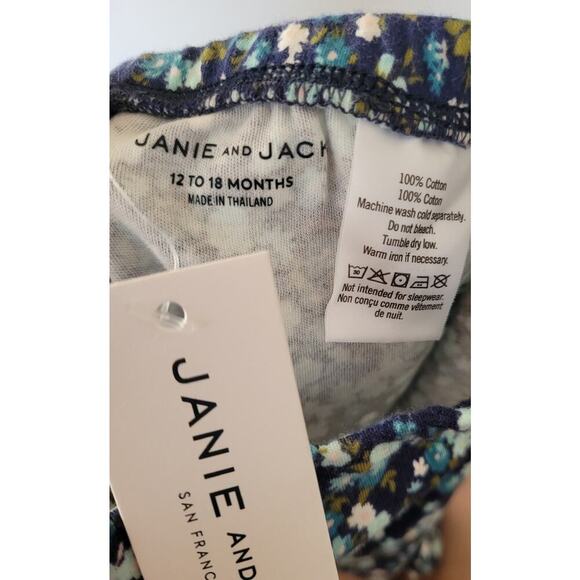 JANIE AND JACK
12 TO 18 MONTHS
MADE IN THAILAND
100% Cotton
100% Coton
Machine wash cold separately.
Do not bleach.
Tumble dry low.
Warm iron if necessary.
30
Not intended for sleepwear.
Non conçu comme vêtement
de nuit.
JANIE AND
SAN FRANC